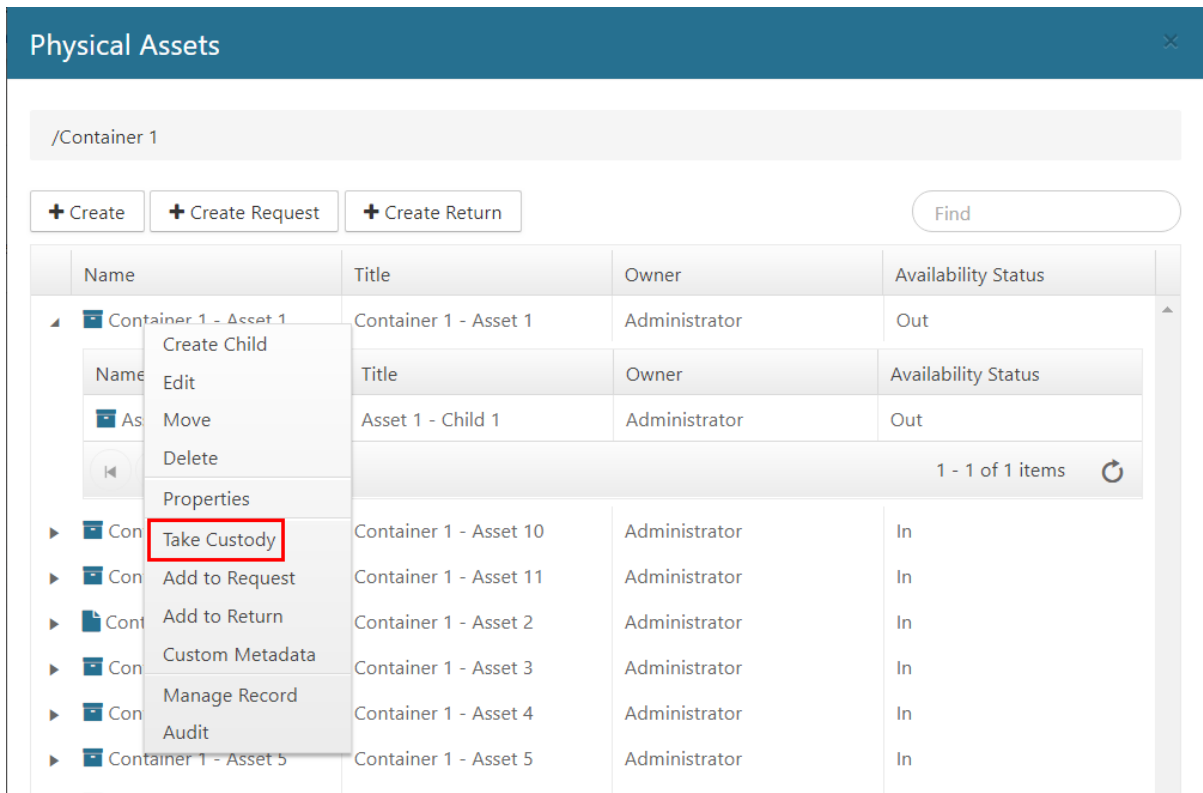 Physical Assets
/Container 1
+ Create + Create Request + Create Return Find
Name Title Owner Availability Status
Container 1 - Asset 1 Container 1 - Asset 1 Administrator Out
Create Child
Name Title Owner Availability Status
Edit
Move Asset 1 - Child 1 Administrator Out
Delete
1 - 1 of 1 items
Properties
Container 1 - Asset 10 Administrator In
Take Custody
Add to Request Container 1 - Asset 11 Administrator In
Add to Return Container 1 - Asset 2 Administrator In
Custom Metadata
Container 1 - Asset 3 Administrator In
Manage Record
Container 1 - Asset 4 Administrator In
Audit
Container 1 - Asset 5 Container 1 - Asset 5 Administrator In